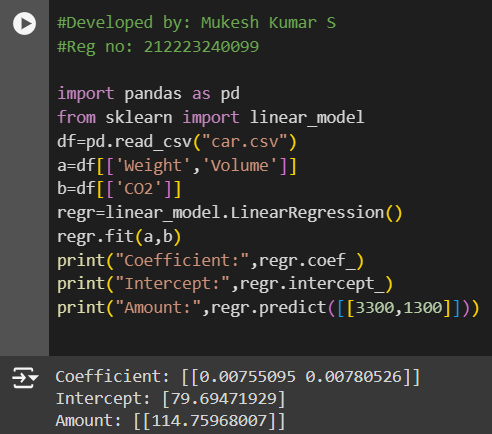 #Developed by: Mukesh Kumar S
#Reg no: 212223240099
import pandas as pd
from sklearn import linear_model
df=pd.read_csv("car.csv")
a=df[['Weight','Volume']]
b=df[['CO2']]
regr=linear_model.LinearRegression()
regr.fit(a,b)
print("Coefficient:",regr.coef_)
print("Intercept:",regr.intercept_)
print("Amount:",regr.predict([[3300,1300]]))
Coefficient: [[0.00755095 0.00780526]]
Intercept: [79.69471929]
Amount: [[114.75968007]]